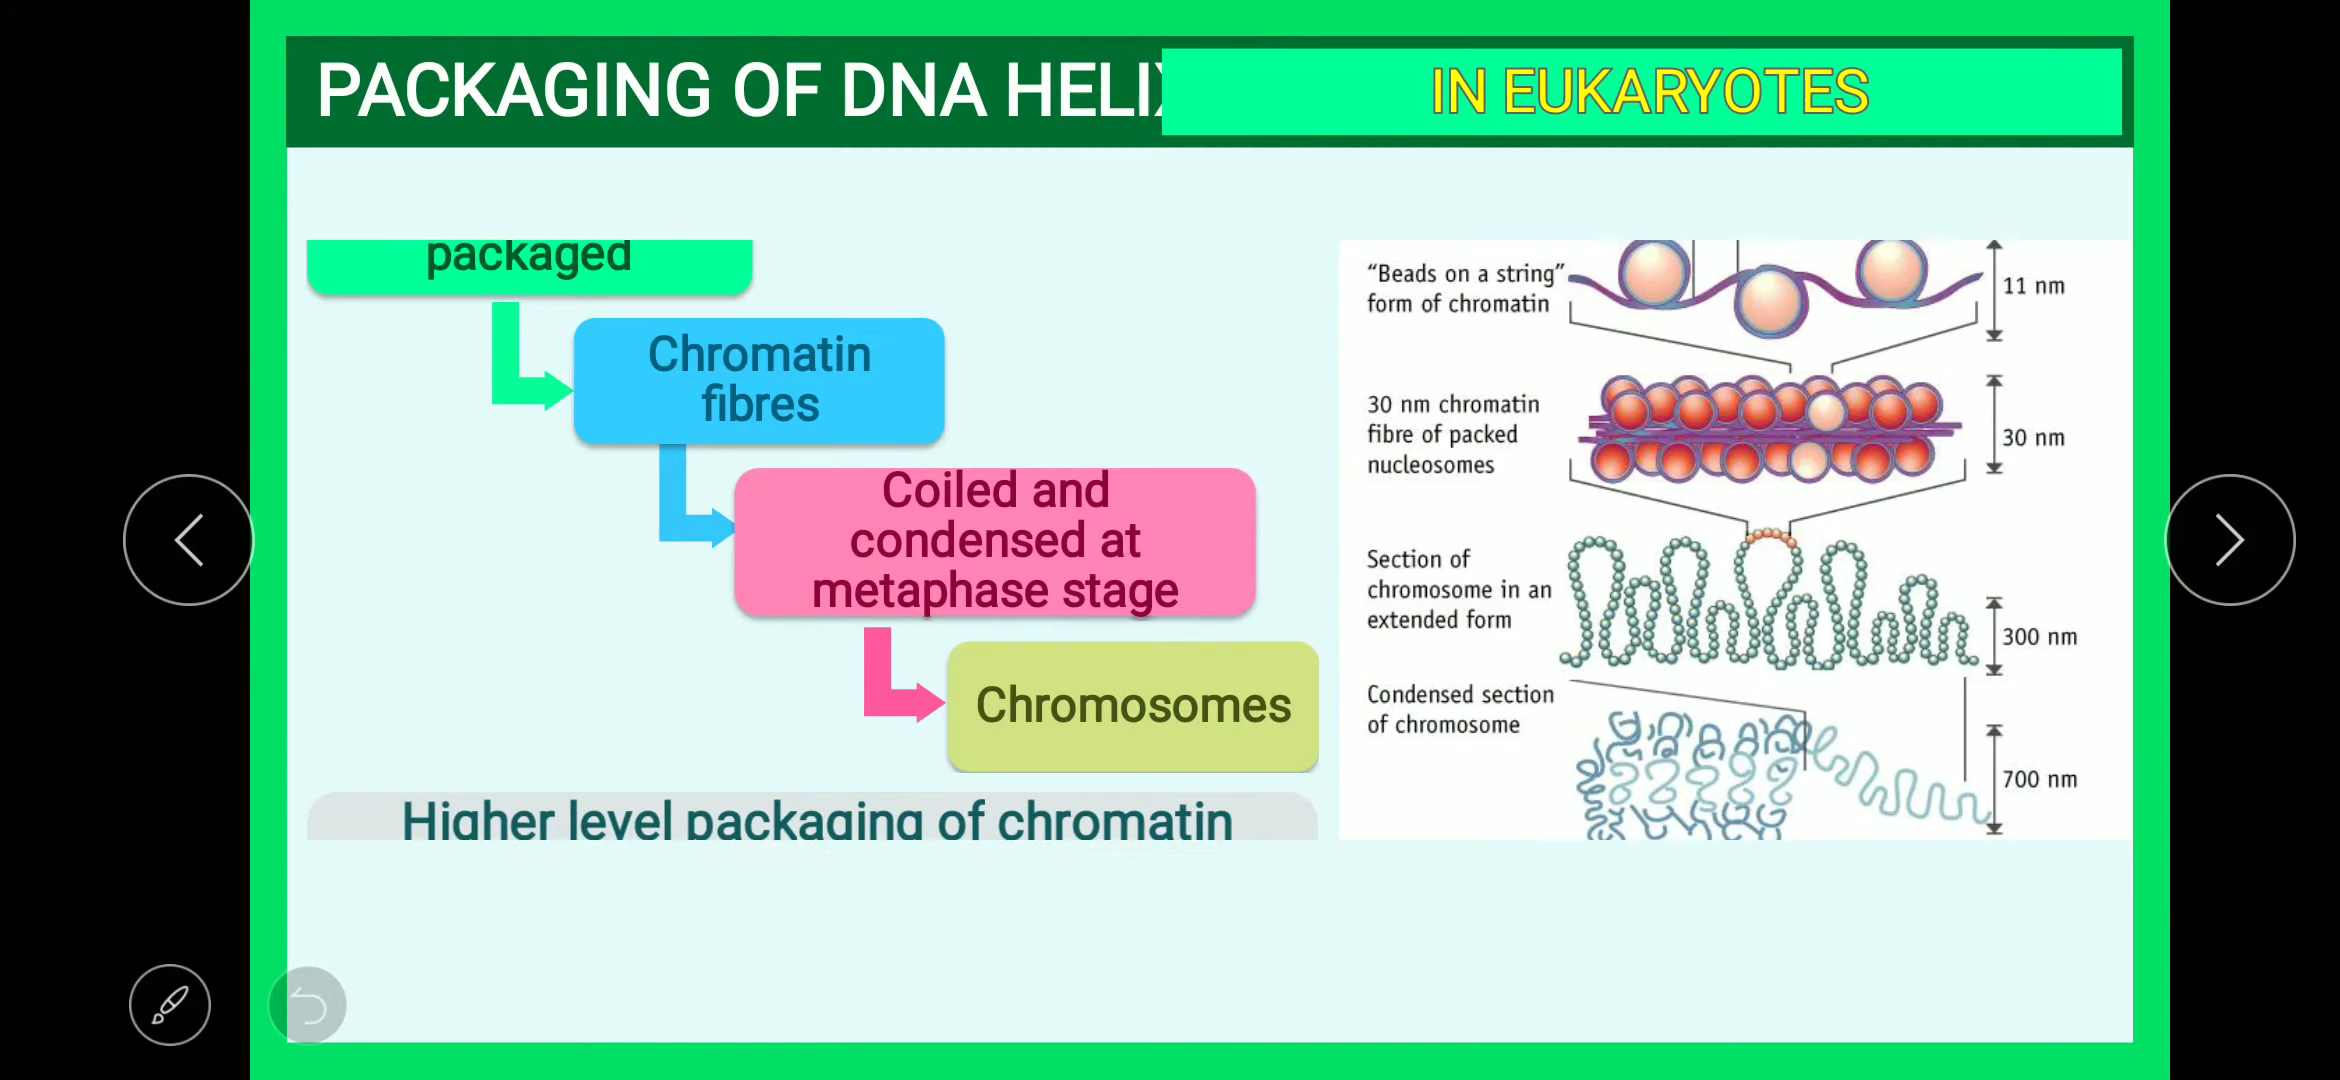 PACKAGING OF DNA HELIX
IN EUKARYOTES
packaged
Chromatin
fibres
Coiled and
condensed at
metaphase stage
Chromosomes
Higher level packaging of chromatin
"Beads on a string"
form of chromatin
11 nm
30 nm chromatin
fibre of packed
nucleosomes
30 nm
Section of
chromosome in an
extended form
300 nm
Condensed section
of chromosome
700 nm